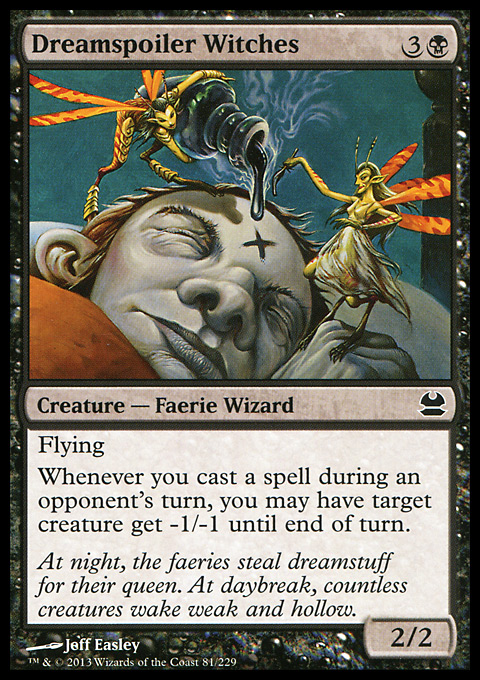 Dreamspoiler Witches 3
Creature — Faerie Wizard
Flying
Whenever you cast a spell during an
opponent's turn, you may have target
creature get -1/-1 until end of turn.
At night, the faeries steal dreamstuff
for their queen. At daybreak, countless
creatures wake weak and hollow.
Jeff Easley
2/2
™ & © 2013 Wizards of the Coast 81/229